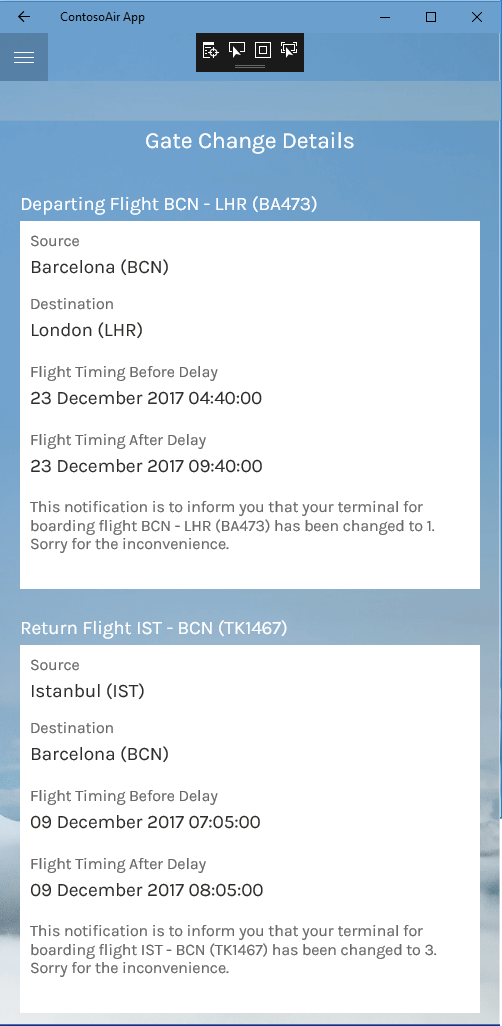 ContosoAir App
Gate Change Details
Departing Flight BCN - LHR (BA473)
Source
Barcelona (BCN)
Destination
London (LHR)
Flight Timing Before Delay
23 December 2017 04:40:00
Flight Timing After Delay
23 December 2017 09:40:00
This notification is to inform you that your terminal for
boarding flight BCN - LHR (BA473) has been changed to 1.
Sorry for the inconvenience.
Return Flight IST - BCN (TK1467)
Source
Istanbul (IST)
Destination
Barcelona (BCN)
Flight Timing Before Delay
09 December 2017 07:05:00
Flight Timing After Delay
09 December 2017 08:05:00
This notification is to inform you that your terminal for
boarding flight IST - BCN (TK1467) has been changed to 3.
Sorry for the inconvenience.